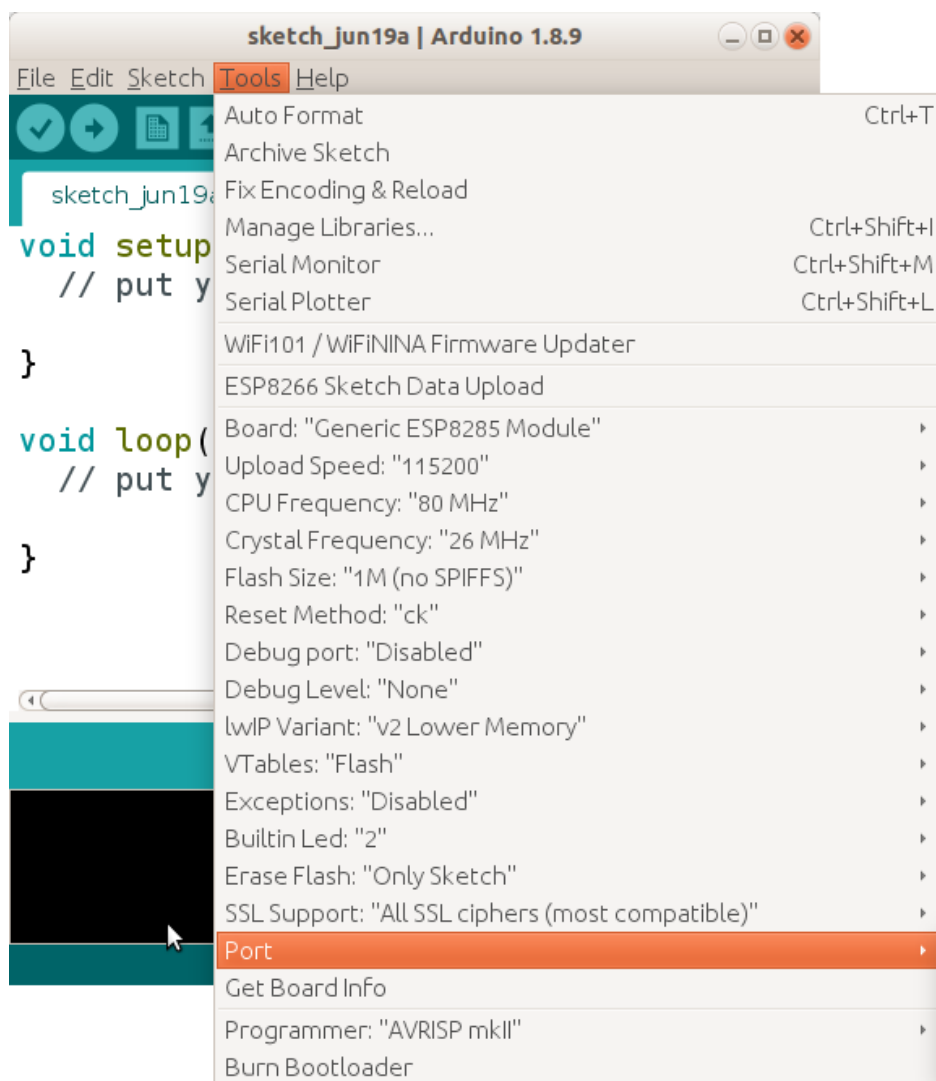 sketch_jun19a | Arduino 1.8.9
File Edit Sketch Tools Help
sketch_jun19a
void setup
// put y
}
void loop(
// put y
}
Auto Format Ctrl+T
Archive Sketch
Fix Encoding & Reload
Manage Libraries... Ctrl+Shift+I
Serial Monitor Ctrl+Shift+M
Serial Plotter Ctrl+Shift+L
WiFi101 / WiFiNINA Firmware Updater
ESP8266 Sketch Data Upload
Board: "Generic ESP8285 Module"
Upload Speed: "115200"
CPU Frequency: "80 MHz"
Crystal Frequency: "26 MHz"
Flash Size: "1M (no SPIFFS)"
Reset Method: "ck"
Debug port: "Disabled"
Debug Level: "None"
lwIP Variant: "v2 Lower Memory"
VTables: "Flash"
Exceptions: "Disabled"
Builtin Led: "2"
Erase Flash: "Only Sketch"
SSL Support: "All SSL ciphers (most compatible)"
Port
Get Board Info
Programmer: "AVRISP mkII"
Burn Bootloader